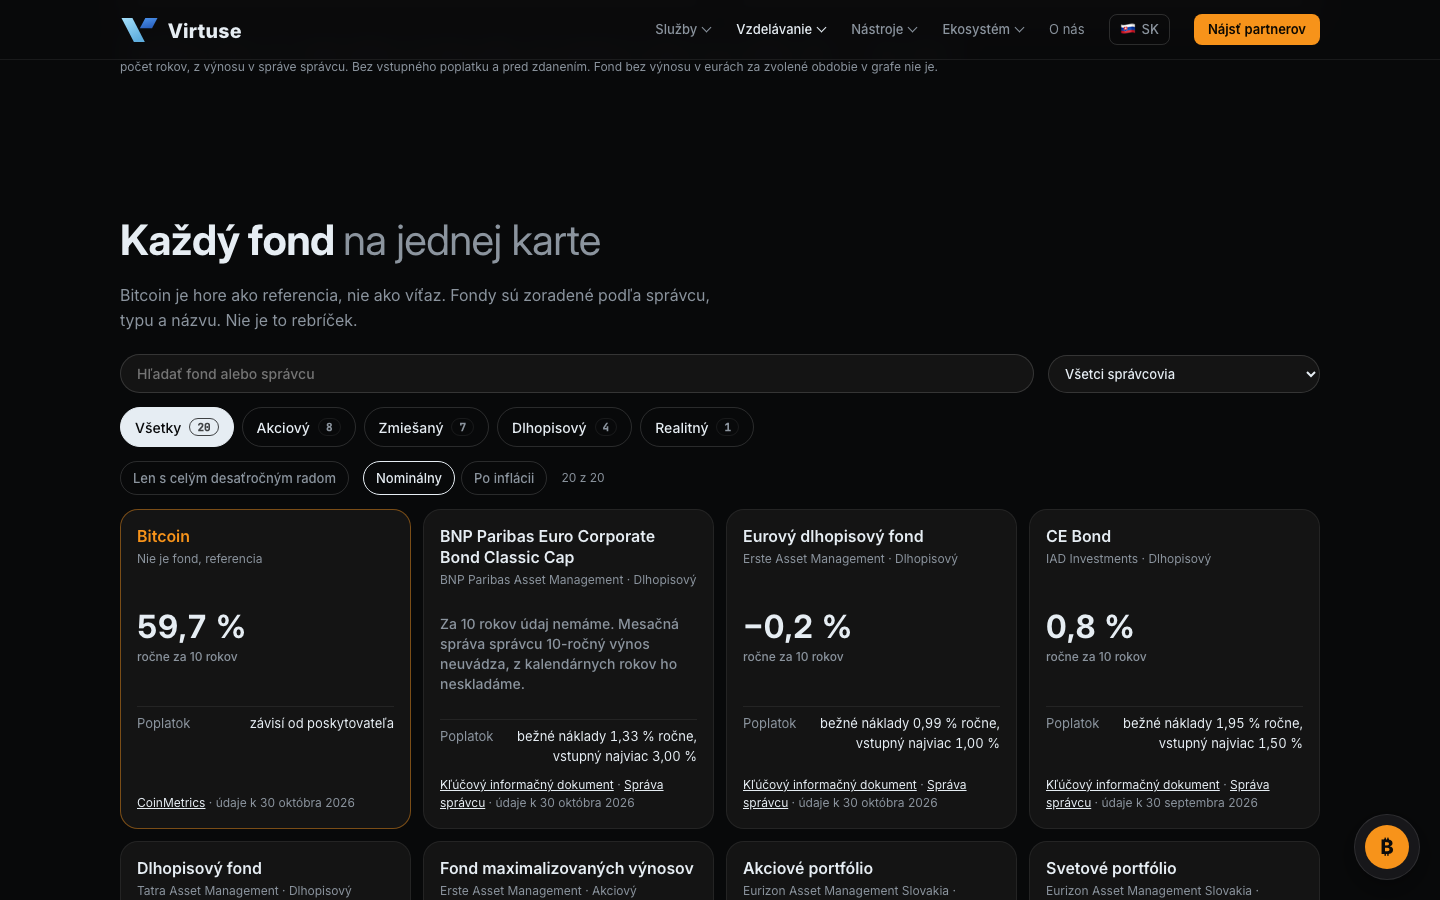 Virtuse
Služby
Vzdelávanie
Nástroje
Ekosystém
O nás
SK
Nájsť partnerov
počet rokov, z výnosu v správe správcu. Bez vstupného poplatku a pred zdanením. Fond bez výnosu v eurách za zvolené obdobie v grafe nie je.
Každý fond na jednej karte
Bitcoin je hore ako referencia, nie ako víťaz. Fondy sú zoradené podľa správcu,
typu a názvu. Nie je to rebríček.
Hľadať fond alebo správcu
Všetci správcovia
Všetky 20
Akciový 8
Zmiešaný 7
Dlhopisový 4
Realitný 1
Len s celým desaťročným radom
Nominálny
Po inflácii
20 z 20
Bitcoin
Nie je fond, referencia
59,7 %
ročne za 10 rokov
Poplatok
závisí od poskytovateľa
CoinMetrics · údaje k 30 októbra 2026
BNP Paribas Euro Corporate
Bond Classic Cap
BNP Paribas Asset Management · Dlhopisový
Za 10 rokov údaj nemáme. Mesačná
správa správcu 10-ročný výnos
neuvádza, z kalendárnych rokov ho
neskladáme.
Poplatok
bežné náklady 1,33 % ročne,
vstupný najviac 3,00 %
Kľúčový informačný dokument · Správa
správcu · údaje k 30 októbra 2026
Eurový dlhopisový fond
Erste Asset Management · Dlhopisový
−0,2 %
ročne za 10 rokov
Poplatok
bežné náklady 0,99 % ročne,
vstupný najviac 1,00 %
Kľúčový informačný dokument · Správa
správcu · údaje k 30 októbra 2026
CE Bond
IAD Investments · Dlhopisový
0,8 %
ročne za 10 rokov
Poplatok
bežné náklady 1,95 % ročne,
vstupný najviac 1,50 %
Kľúčový informačný dokument · Správa
správcu · údaje k 30 septembra 2026
Dlhopisový fond
Tatra Asset Management · Dlhopisový
Fond maximalizovaných výnosov
Erste Asset Management · Akciový
Akciové portfólio
Eurizon Asset Management Slovakia ·
Svetové portfólio
Eurizon Asset Management Slovakia ·